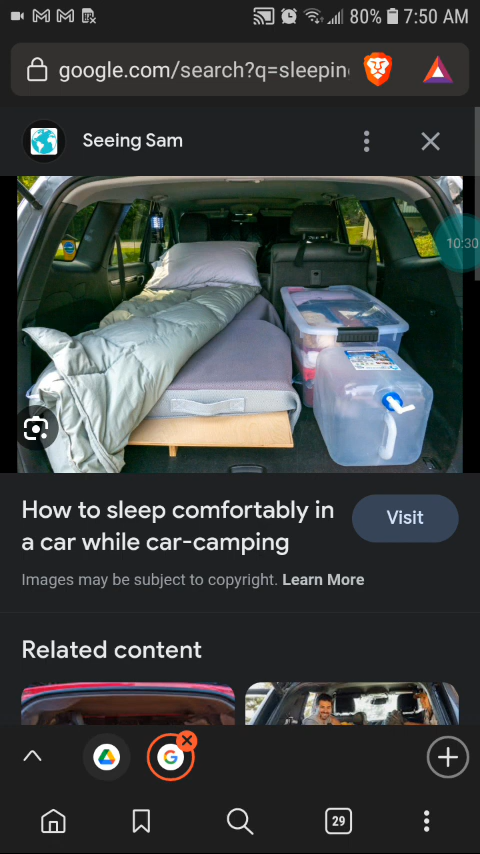 80% 7:50 AM
google.com/search?q=sleepin
Seeing Sam
10:30
How to sleep comfortably in
a car while car-camping
Visit
Images may be subject to copyright. Learn More
Related content
29